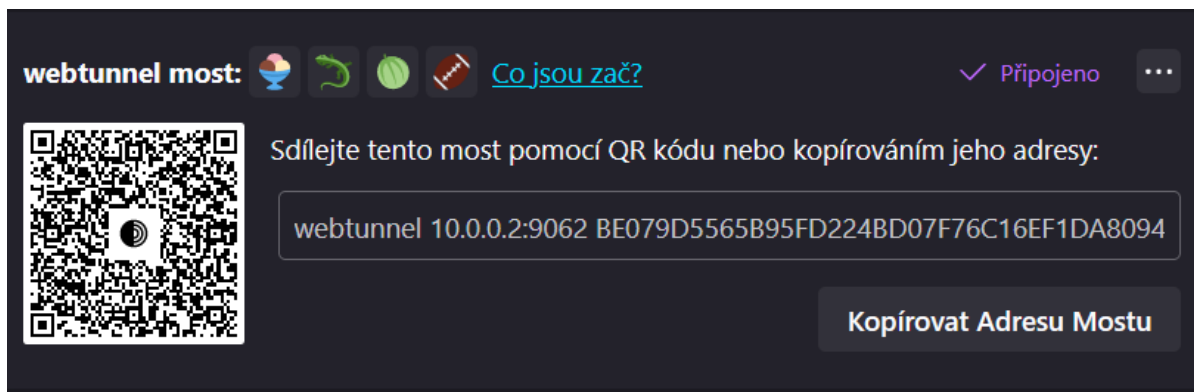 webtunnel most: Co jsou zač? Připojeno
Sdílejte tento most pomocí QR kódu nebo kopírováním jeho adresy:
webtunnel 10.0.0.2:9062 BE079D5565B95FD224BD07F76C16EF1DA8094
Kopírovat Adresu Mostu